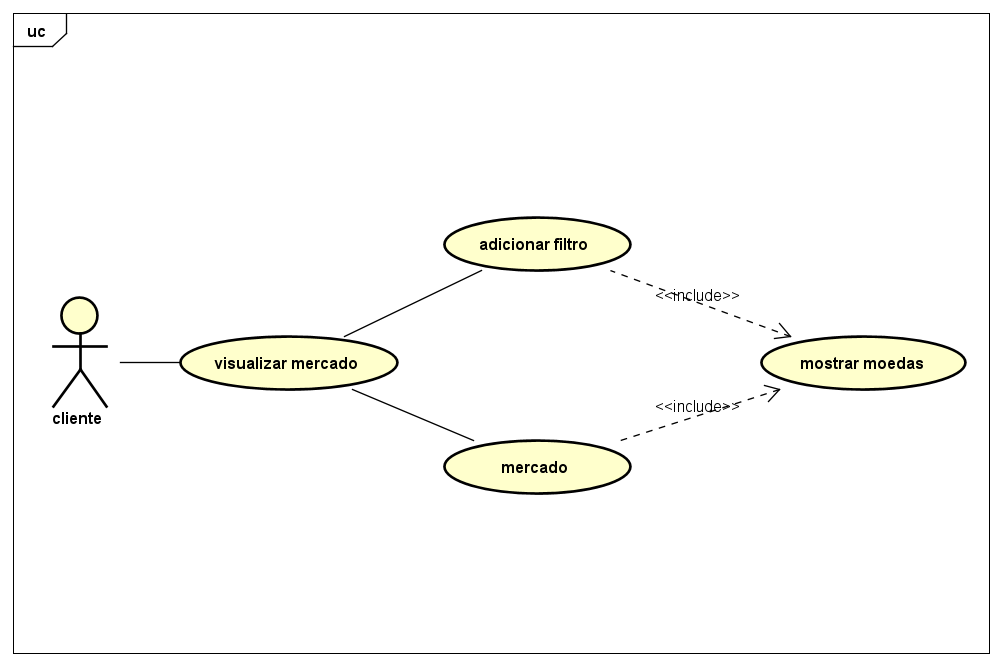 uc
adicionar filtro
<<include>>
visualizar mercado
mostrar moedas
<<include>>
cliente
mercado